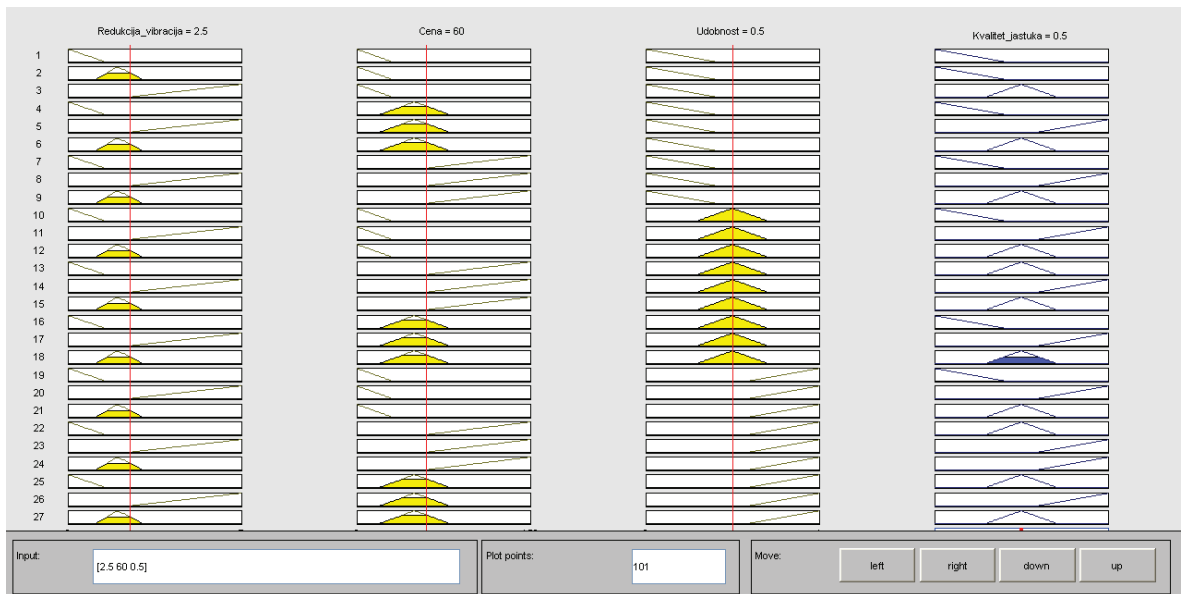 Redukcija_vibracija = 2.5
Cena = 60
Udobnost = 0.5
Kvalitet_jastuka = 0.5
1
2
3
4
5
6
7
8
9
10
11
12
13
14
15
16
17
18
19
20
21
22
23
24
25
26
27
Input:
[2.5 60 0.5]
Plot points:
101
Move:
left
right
down
up